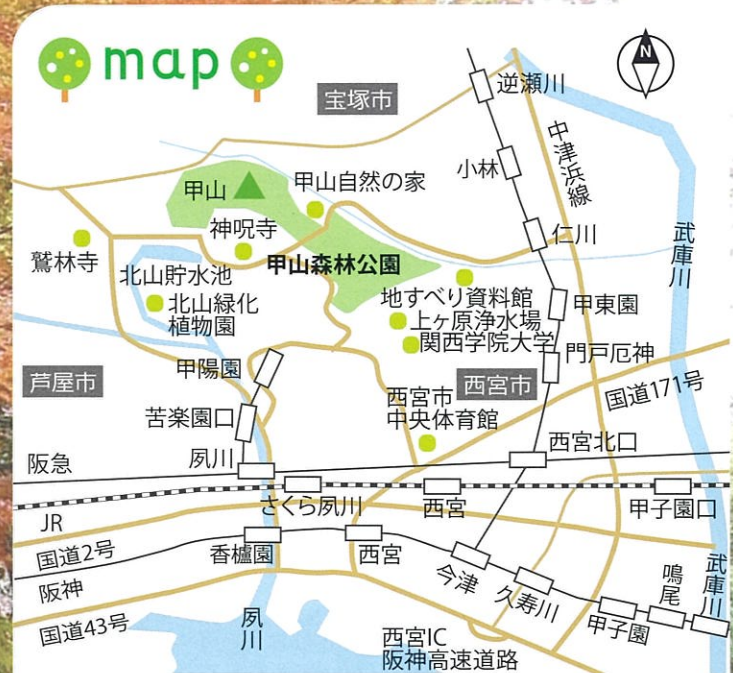 map
N
宝塚市
逆瀬川
中津浜線
小林
甲山自然の家
甲山
神呪寺
仁川
武庫川
鷲林寺
甲山森林公園
北山貯水池
北山緑化
植物園
地すべり資料館
上ヶ原浄水場
関西学院大学
甲東園
門戸厄神
甲陽園
芦屋市
西宮市
西宮市
中央体育館
国道171号
苦楽園口
西宮北口
夙川
阪急
さくら夙川
西宮
甲子園口
JR
国道2号
香櫨園
西宮
阪神
今津
久寿川
鳴尾
武庫川
国道43号
夙川
甲子園
西宮IC
阪神高速道路